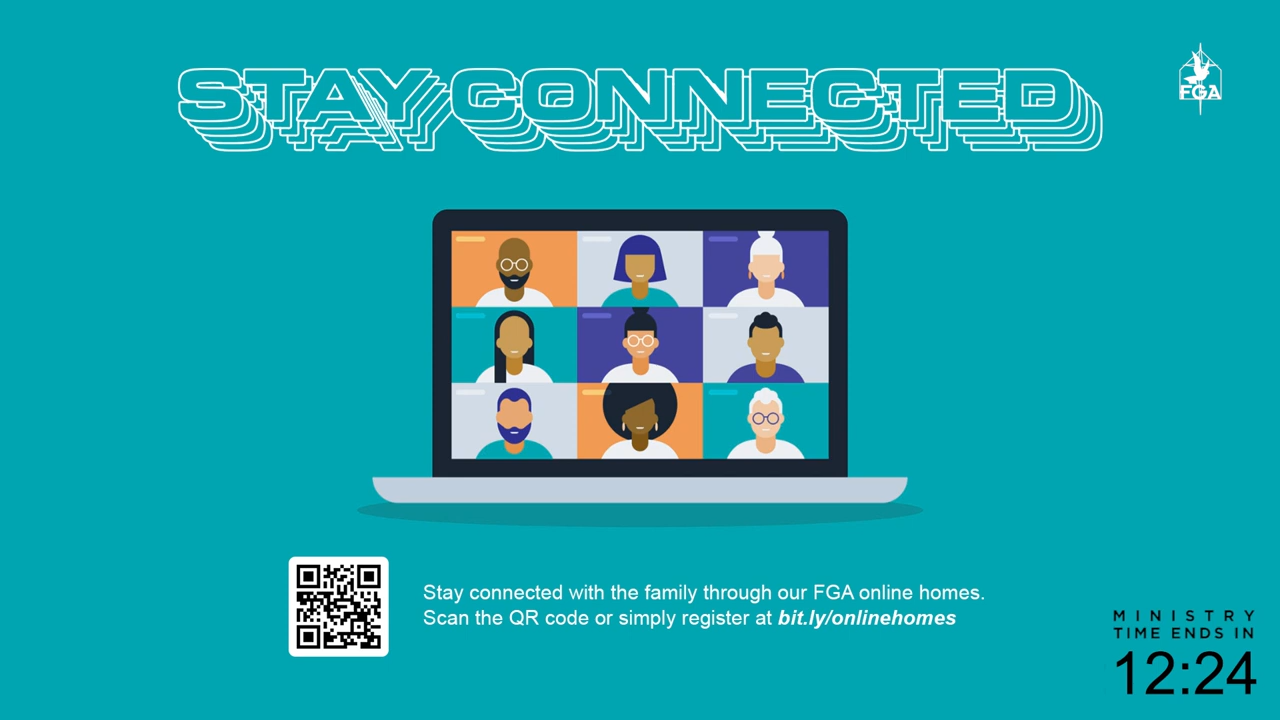 STAY CONNECTED
FGA
Stay connected with the family through our FGA online homes.
Scan the QR code or simply register at bit.ly/onlinehomes
MINISTRY
TIME ENDS IN
12:24